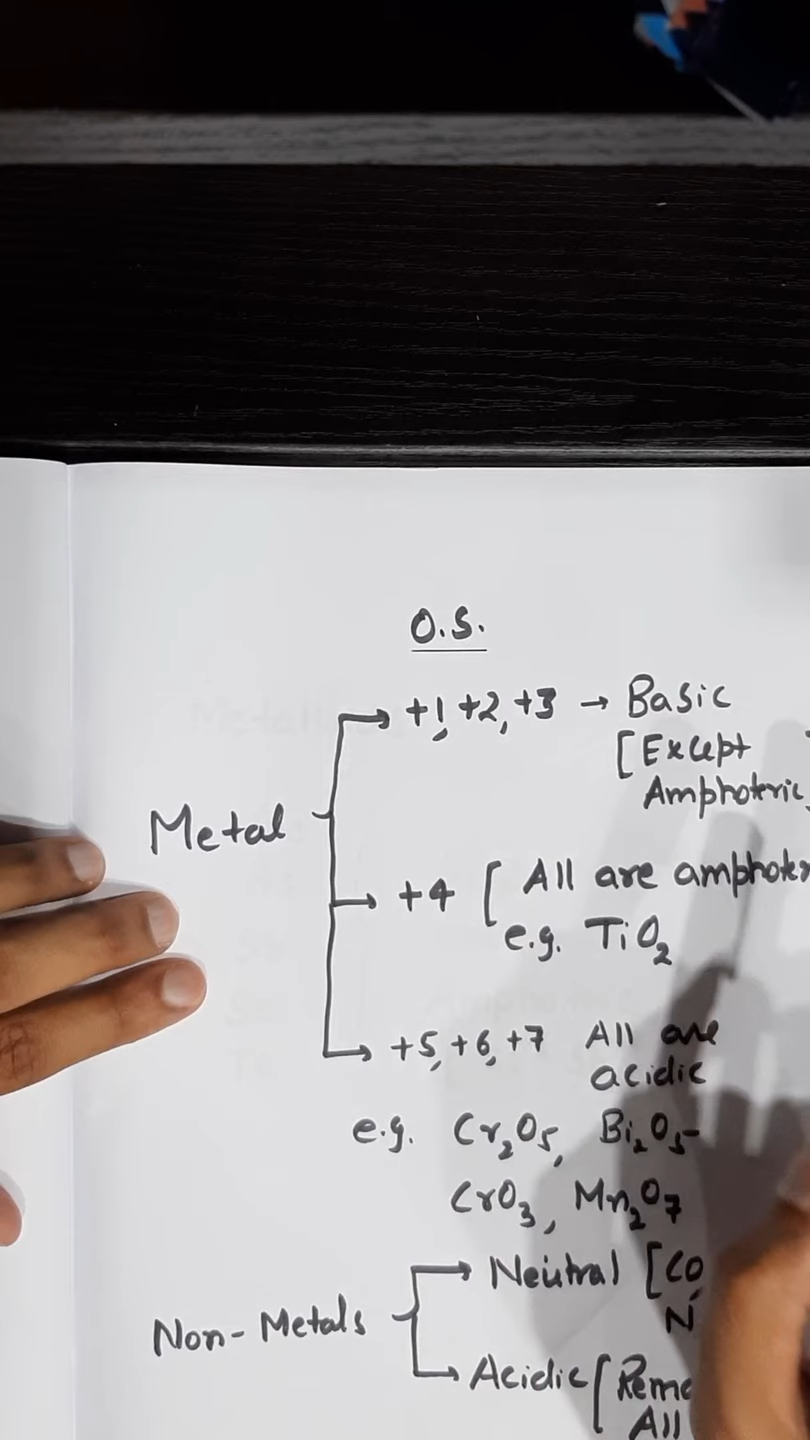 O.S.
+1, +2, +3 → Basic
[Except
Amphoteric]
Metal
+4 [All are
e.g. TiO2
+5, +6, +7 All are
acidic
e.g. Cr2O5, Bi2O5
CrO3, Mn2O7
Neutral [CO
Non-Metals
N
Acidic [
All